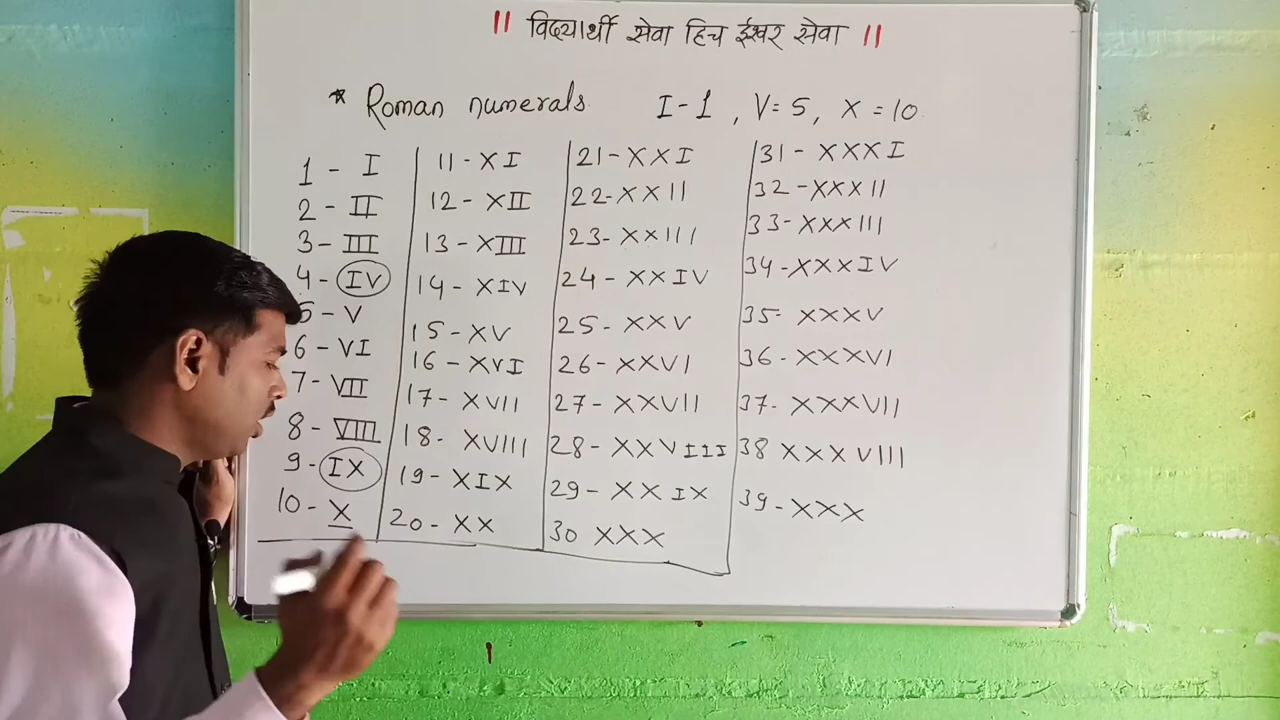 || विद्यार्थी सेवा हिच ईश्वर सेवा ||
* Roman numerals. I-1, V=5, X=10
1 - I
2 - II
3 - III
4 - IV
5 - V
6 - VI
7 - VII
8 - VIII
9 - IX
10 - X
11 - XI
12 - XII
13 - XIII
14 - XIV
15 - XV
16 - XVI
17 - XVII
18 - XVIII
19 - XIX
20 - XX
21 - XXI
22 - XXII
23 - XXIII
24 - XXIV
25 - XXV
26 - XXVI
27 - XXVII
28 - XXVIII
29 - XXIX
30 XXX
31 - XXXI
32 - XXXII
33 - XXXIII
34 - XXXIV
35 - XXXV
36 - XXXVI
37 - XXXVII
38 XXXVIII
39 - XXX